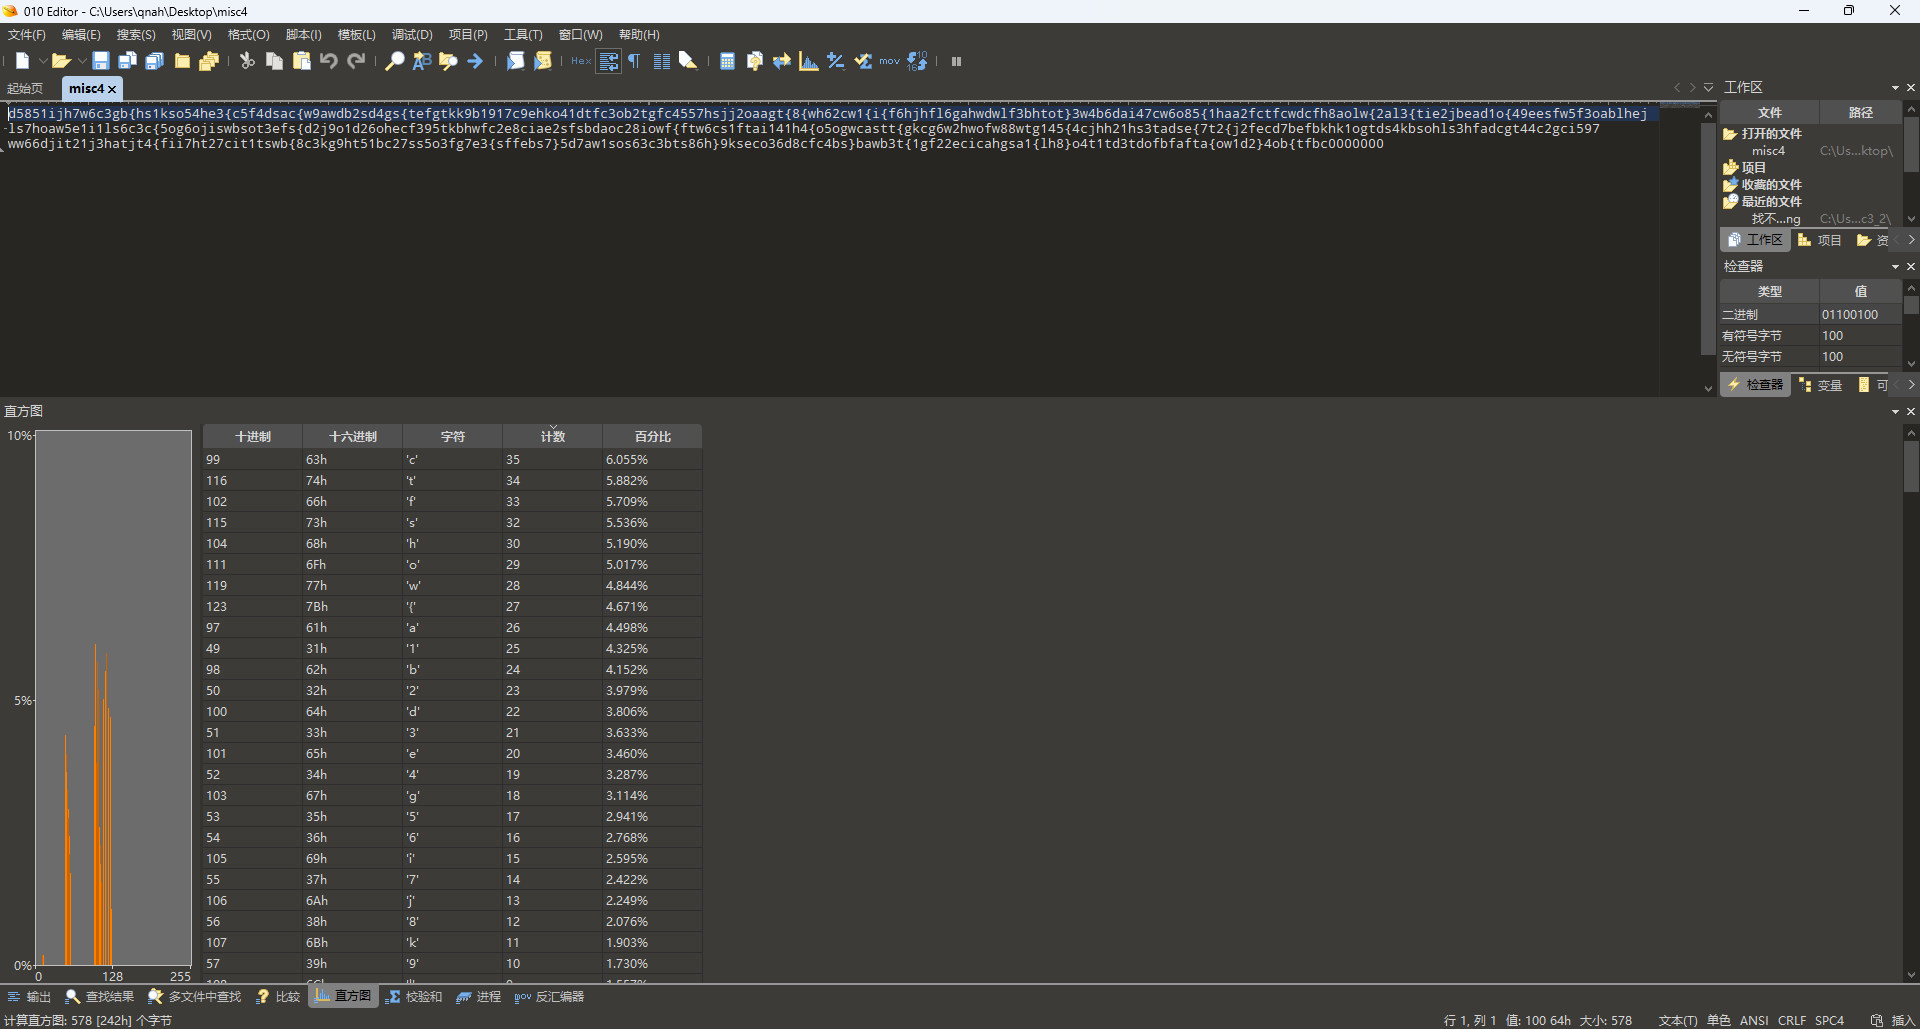 010 Editor - C:\Users\qnah\Desktop\misc4
文件(F) 编辑(E) 搜索(S) 视图(V) 格式(O) 脚本(I) 模板(L) 调试(D) 项目(P) 工具(T) 窗口(W) 帮助(H)
Hex mov
起始页 misc4
d5851ijh7w6c3gb{hs1kso54he3{c5f4dsac{w9awdb2sd4gs{tefgtkk9b1917c9ehko41dtfc3ob2tgfc4557hsjj2oaagt{8{wh62cw1{i{f6hjhfl6gahwdwlf3bhtot}3w4b6dai47cw6o85{1haa2fctfcwdcfh8aolw{2al3{tie2jbead1o{49eesfw5f3oablhej
ls7hoaw5e1i1ls6c3c{5og6ojiswbsot3efs{d2j9o1d26ohecf395tkbhwfc2e8ciae2sfsbdaoc28iowf{ftw6cs1ftai141h4{o5ogwcastt{gkcg6w2hwofw88wtg145{4cjhh21hs3tadse{7t2{j2fecd7befbkhk1ogtds4kbsohls3hfadcgt44c2gci597
ww66djit21j3hatjt4{fii7ht27cit1tswb{8c3kg9ht51bc27ss5o3fg7e3{sffebs7}5d7aw1sos63c3bts86h}9kseco36d8cfc4bs}bawb3t{1gf22ecicahgsa1{lh8}o4t1td3tdofbfafta{ow1d2}4ob{tfbc0000000
工作区
文件 路径
打开的文件
misc4 C:\Us...ktop\
项目
收藏的文件
最近的文件
找不...ng C:\Us...c3_2\
工作区 项目 资
检查器
类型 值
二进制 01100100
有符号字节 100
无符号字节 100
检查器 变量 可
直方图
10%
5%
0%
0 128 255
十进制 十六进制 字符 计数 百分比
99 63h 'c' 35 6.055%
116 74h 't' 34 5.882%
102 66h 'f' 33 5.709%
115 73h 's' 32 5.536%
104 68h 'h' 30 5.190%
111 6Fh 'o' 29 5.017%
119 77h 'w' 28 4.844%
123 7Bh '{' 27 4.671%
97 61h 'a' 26 4.498%
49 31h '1' 25 4.325%
98 62h 'b' 24 4.152%
50 32h '2' 23 3.979%
100 64h 'd' 22 3.806%
51 33h '3' 21 3.633%
101 65h 'e' 20 3.460%
52 34h '4' 19 3.287%
103 67h 'g' 18 3.114%
53 35h '5' 17 2.941%
54 36h '6' 16 2.768%
105 69h 'i' 15 2.595%
55 37h '7' 14 2.422%
106 6Ah 'j' 13 2.249%
56 38h '8' 12 2.076%
107 6Bh 'k' 11 1.903%
57 39h '9' 10 1.730%
输出 查找结果 多文件中查找 比较 直方图 校验和 进程 mov 反汇编器
计算直方图: 578 [242h] 个字节
行 1, 列 1 值: 100 64h 大小: 578 文本(T) 单色 ANSI CRLF SPC4 插入